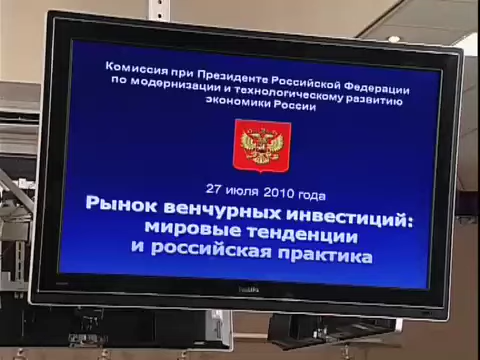 Комиссия при Президенте Российской Федерации
по модернизации и технологическому развитию
экономики России
27 июля 2010 года
Рынок венчурных инвестиций:
мировые тенденции
и российская практика
PHILIPS